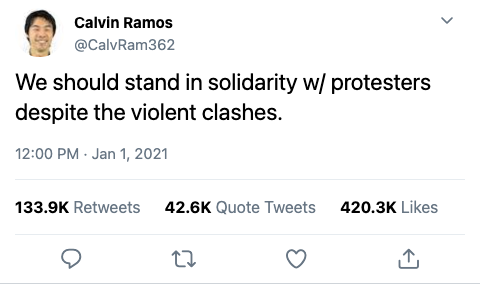 Calvin Ramos
@CalvRam362
We should stand in solidarity w/ protesters
despite the violent clashes.
12:00 PM · Jan 1, 2021
133.9K Retweets 42.6K Quote Tweets 420.3K Likes